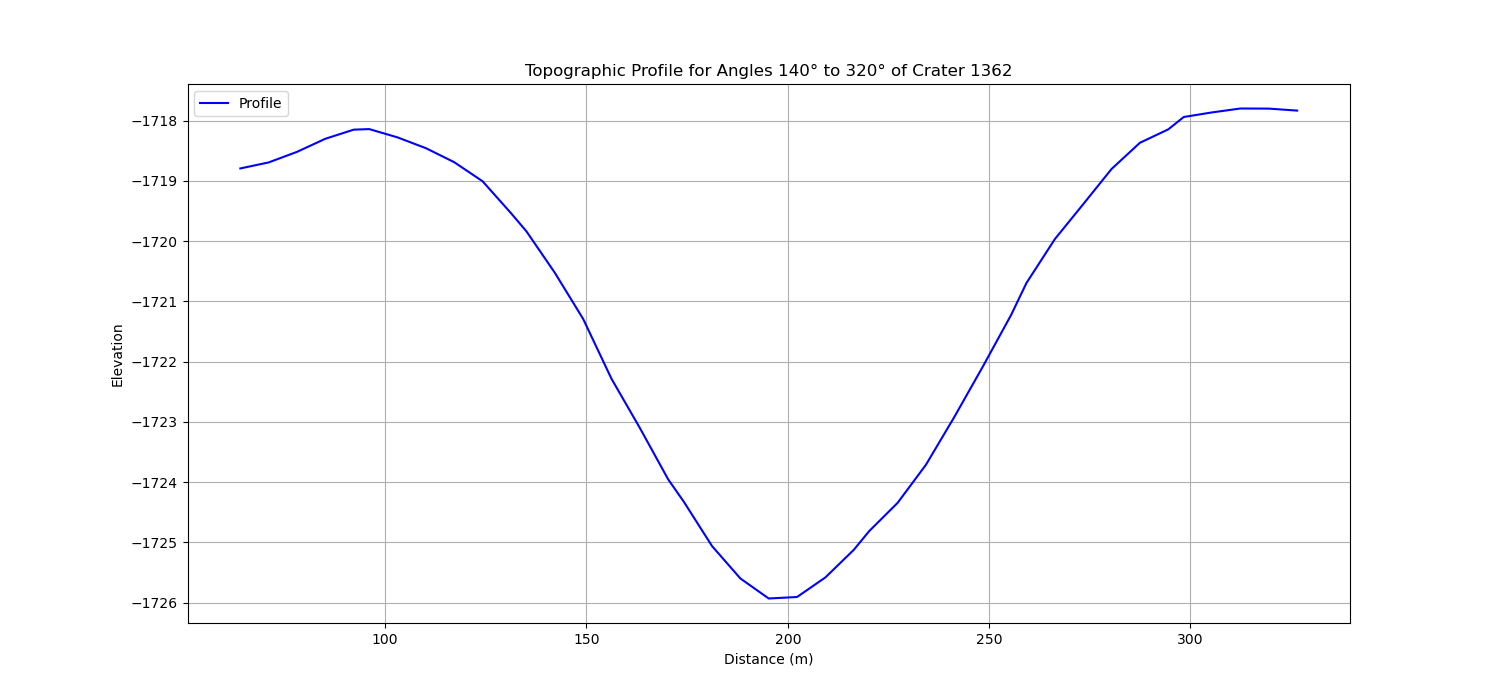 Topographic Profile for Angles 140° to 320° of Crater 1362
Profile
−1718
−1719
−1720
−1721
−1722
−1723
−1724
−1725
−1726
Elevation
100 150 200 250 300
Distance (m)